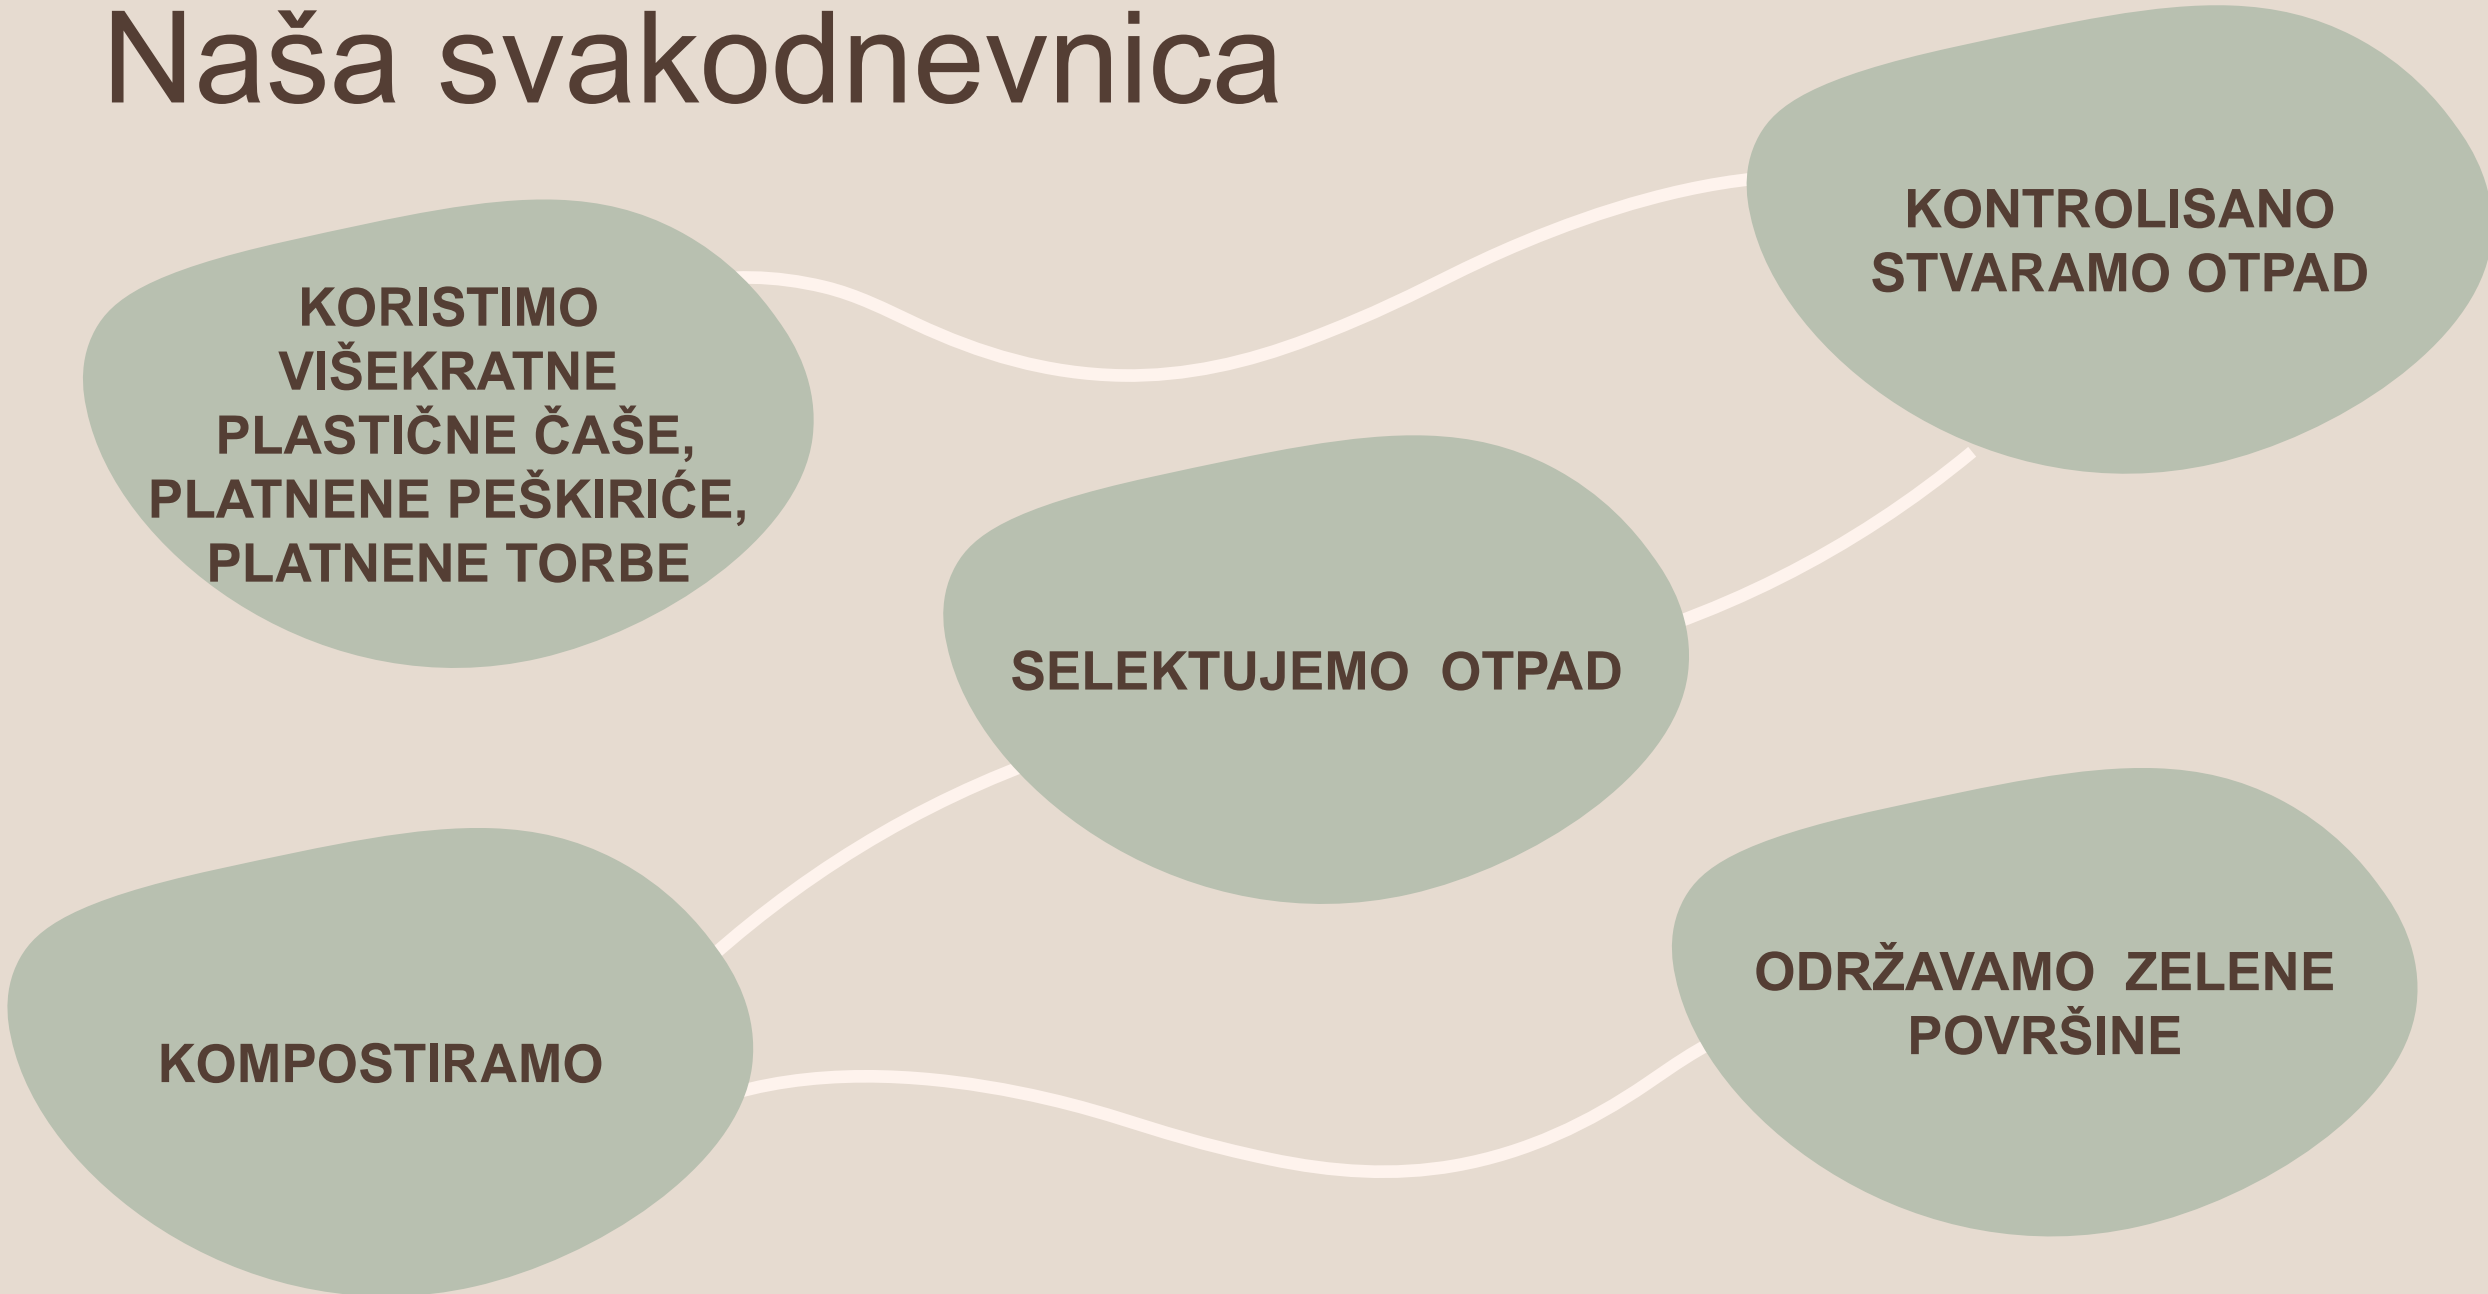 Naša svakodnevnica
KORISTIMO
VIŠEKRATNE
PLASTIČNE ČAŠE,
PLATNENE PEŠKIRIĆE,
PLATNENE TORBE
KONTROLISANO
STVARAMO OTPAD
SELEKTUJEMO  OTPAD
KOMPOSTIRAMO
ODRŽAVAMO  ZELENE
POVRŠINE